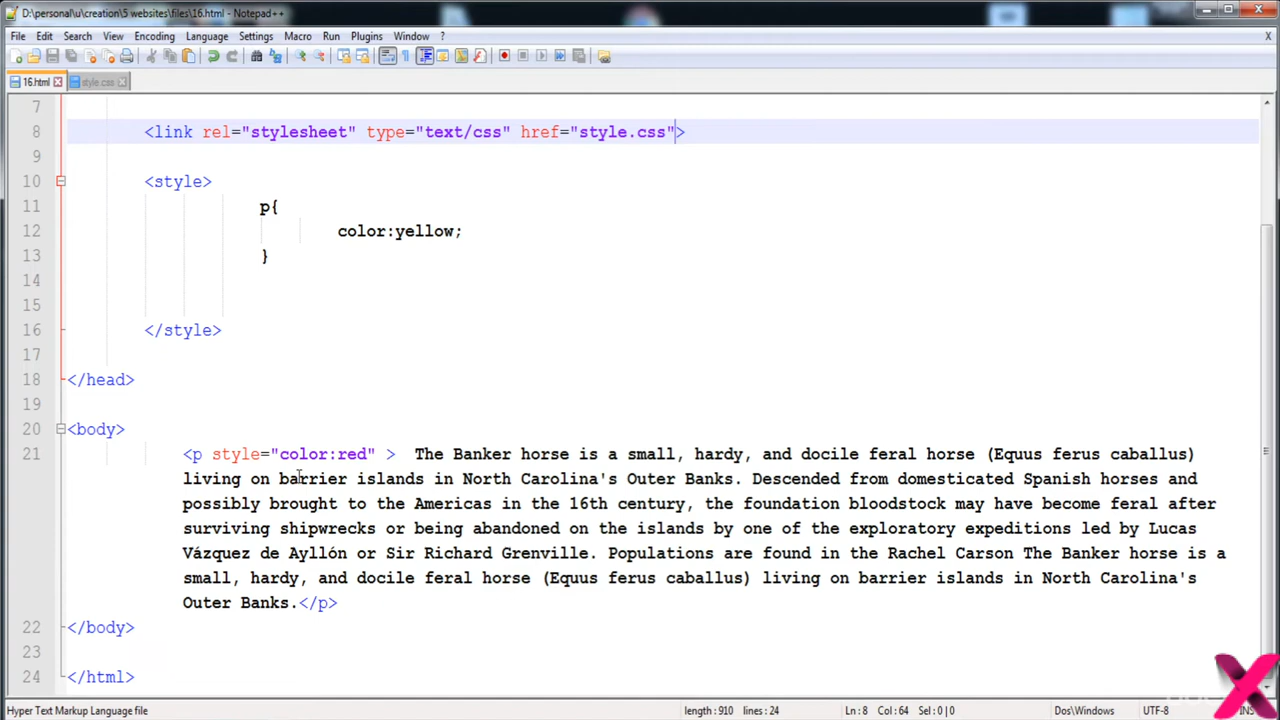 D:\personal\u\creation\5 websites\files\16.html - Notepad++
File Edit Search View Encoding Language Settings Macro Run Plugins Window ? X
16.html style.css
7
8 <link rel="stylesheet" type="text/css" href="style.css">
9
10 <style>
11 p{
12 color:yellow;
13 }
14
15
16 </style>
17
18 </head>
19
20 <body>
21 <p style="color:red" > The Banker horse is a small, hardy, and docile feral horse (Equus ferus caballus)
living on barrier islands in North Carolina's Outer Banks. Descended from domesticated Spanish horses and
possibly brought to the Americas in the 16th century, the foundation bloodstock may have become feral after
surviving shipwrecks or being abandoned on the islands by one of the exploratory expeditions led by Lucas
Vázquez de Ayllón or Sir Richard Grenville. Populations are found in the Rachel Carson The Banker horse is a
small, hardy, and docile feral horse (Equus ferus caballus) living on barrier islands in North Carolina's
Outer Banks.</p>
22 </body>
23
24 </html>
Hyper Text Markup Language file length : 910 lines : 24 Ln : 8 Col : 64 Sel : 0 | 0 Dos\Windows UTF-8 INS